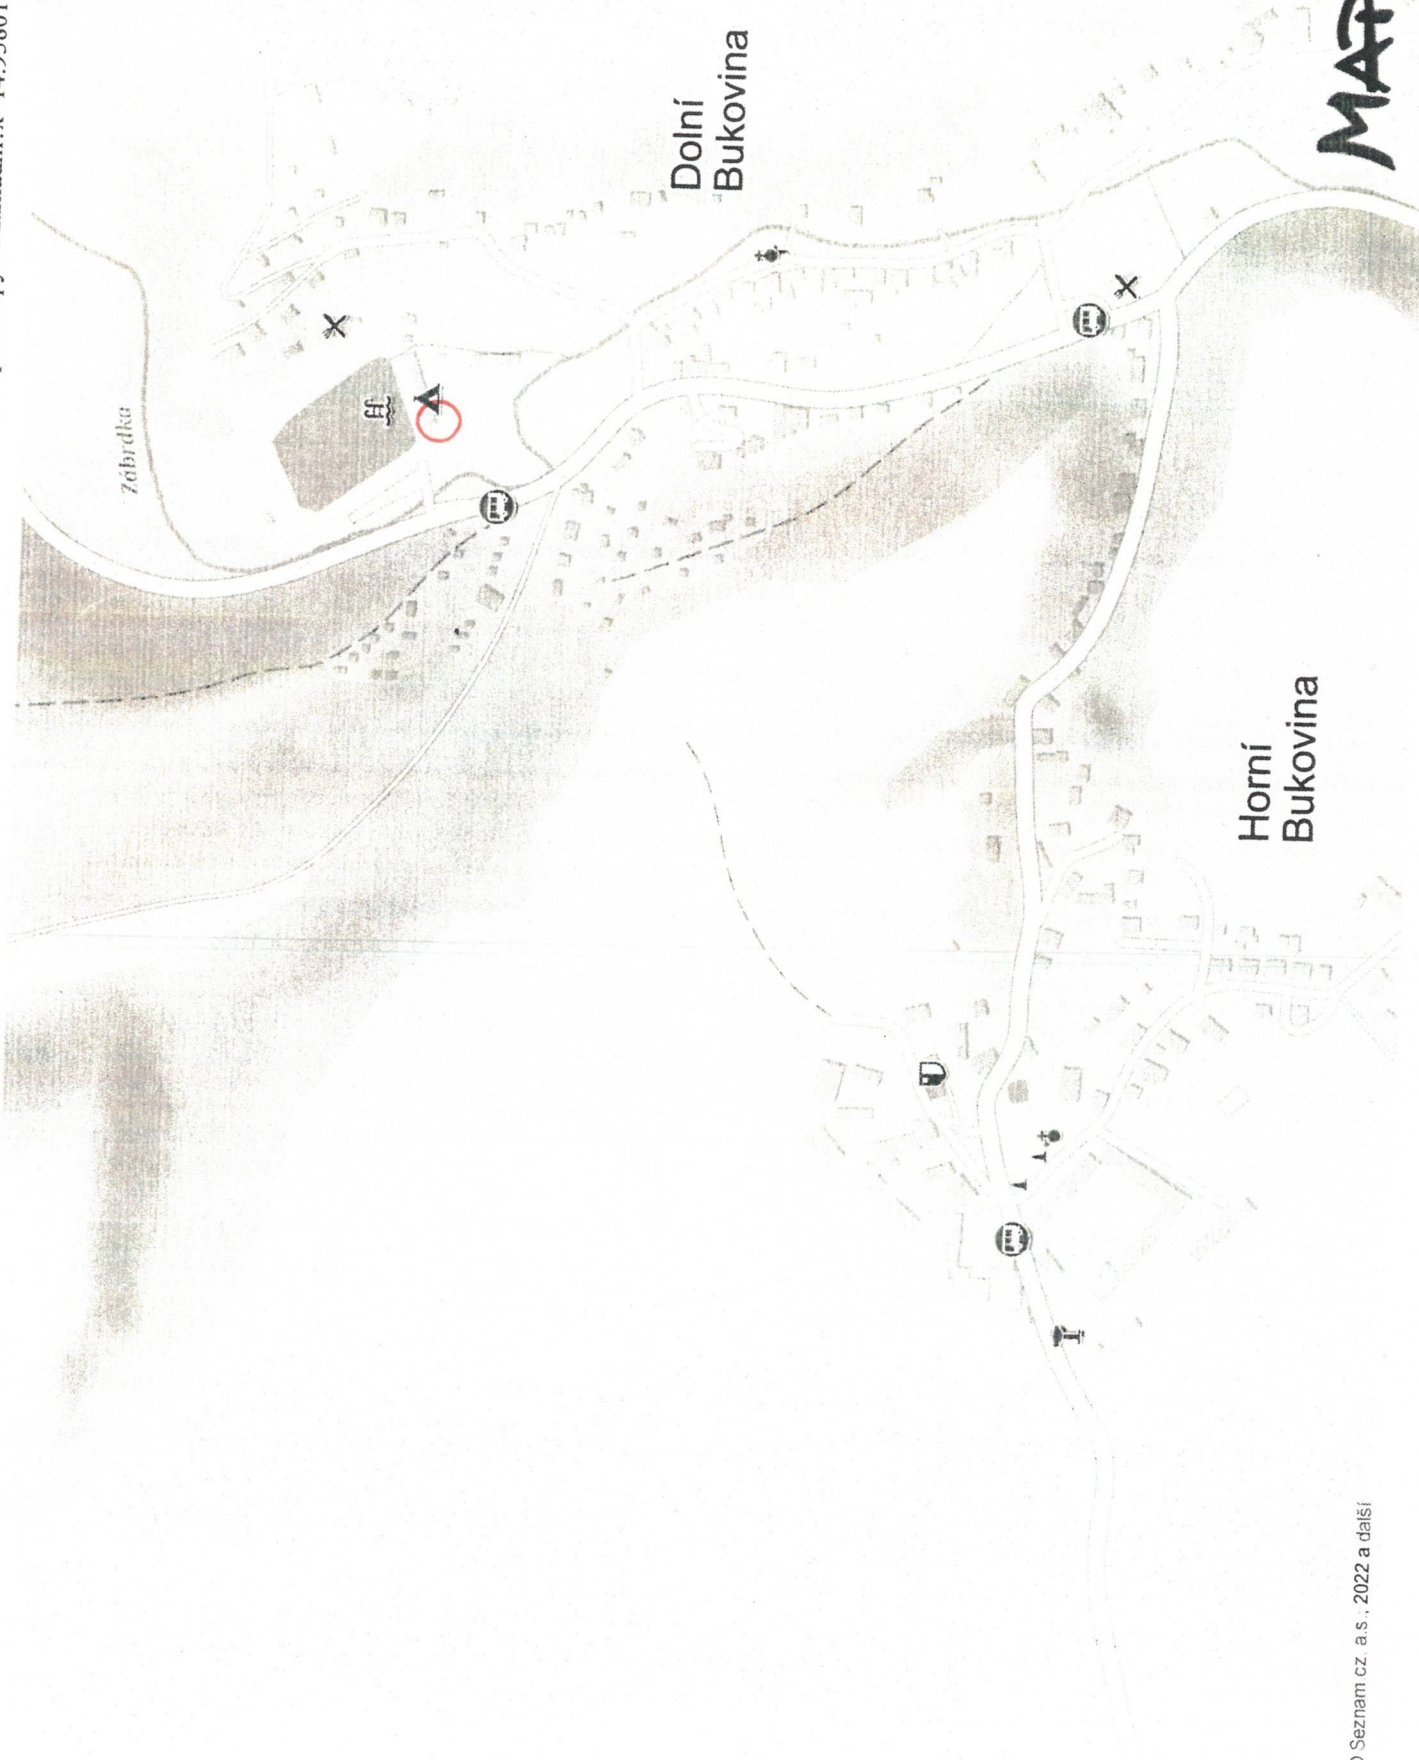 Zábrdka
Dolní
Bukovina
Horní
Bukovina
Seznam.cz, a.s., 2022 a další